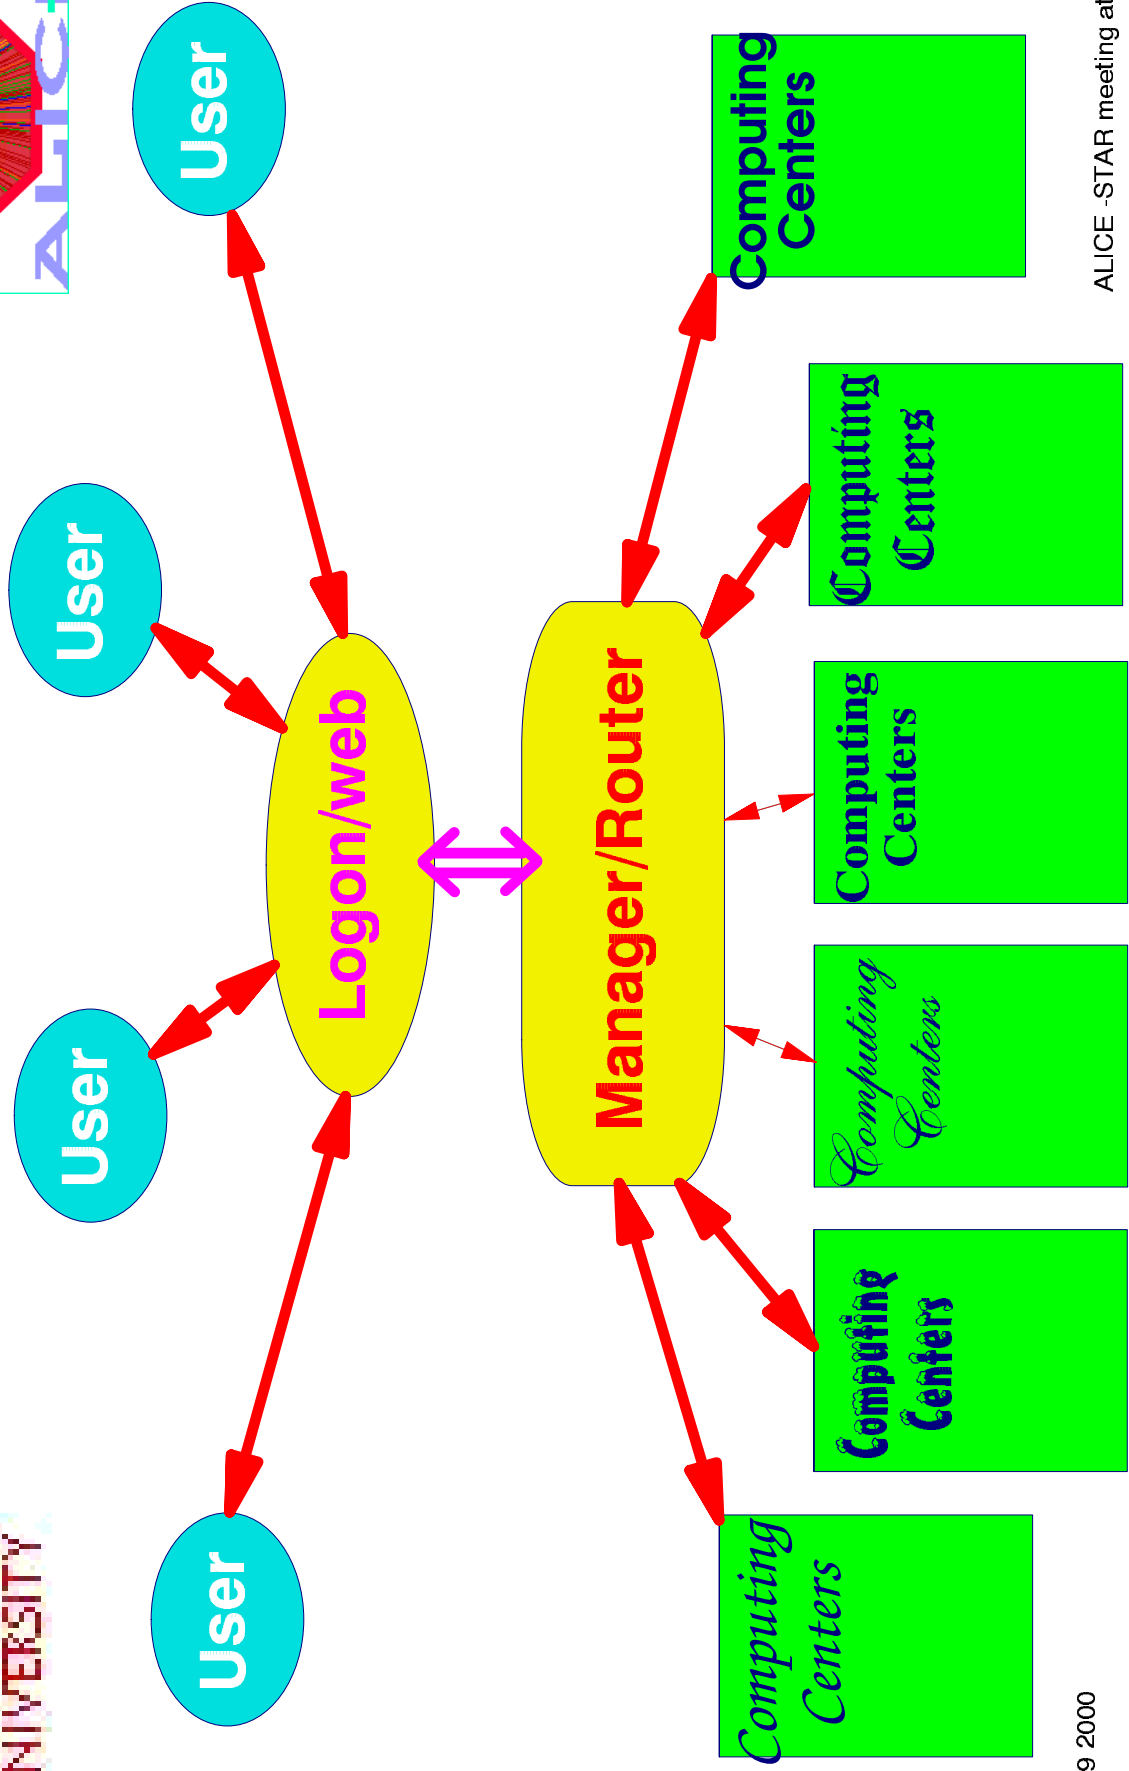 NIVERSITY
ALIC
User
User
User
User
Logon/web
Manager/Router
Computing
Centers
Computing
Centers
Computing
Centers
Computing
Centers
Computing
Centers
Computing
Centers
9 2000
ALICE -STAR meeting at